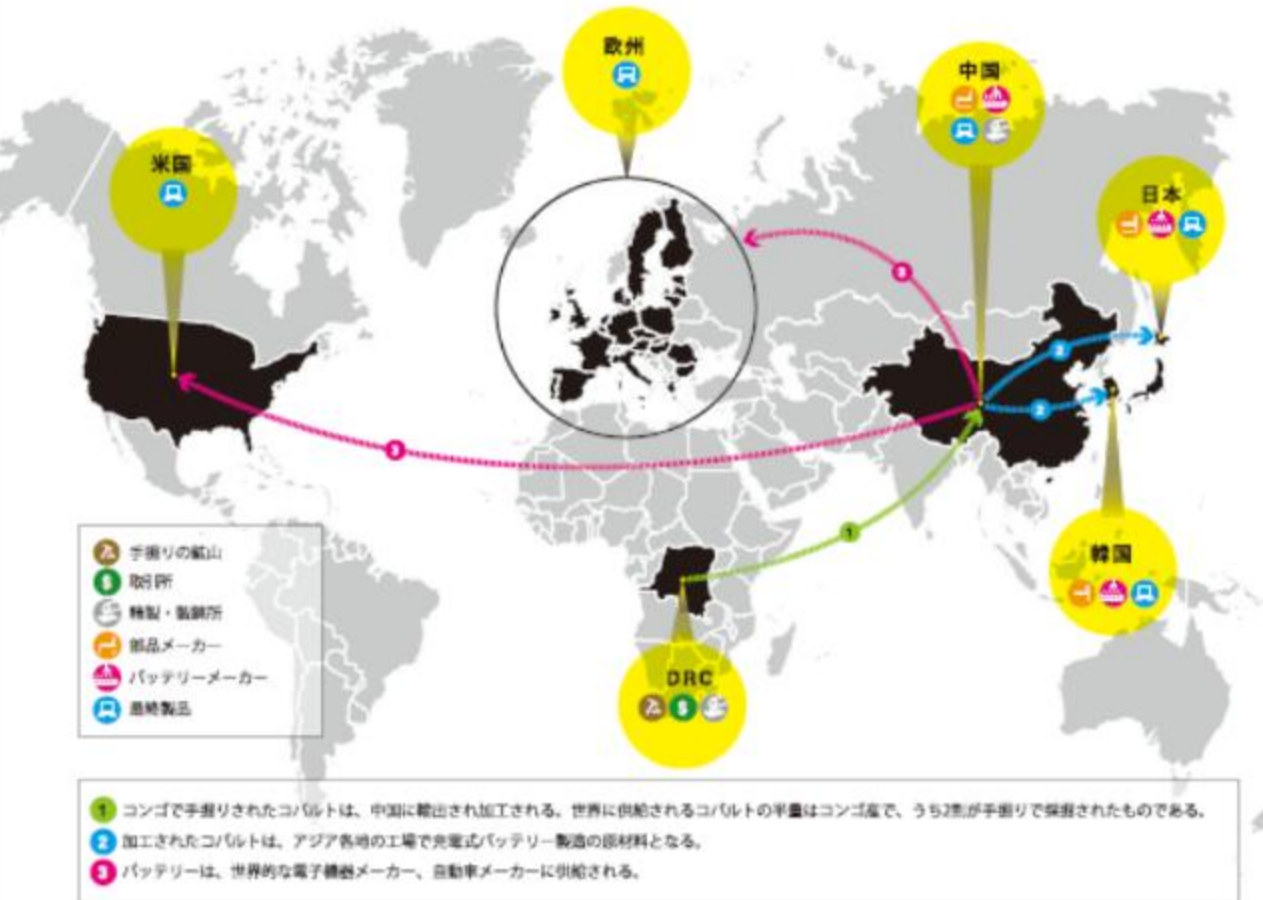 欧州
中国
米国
日本
韓国
DRC
手掘りの鉱山
取引所
精製・製錬所
部品メーカー
バッテリーメーカー
最終製品
1 コンゴで手掘りされたコバルトは、中国に輸出され加工される。世界に供給されるコバルトの半量はコンゴ産で、うち2割が手掘りで採掘されたものである。
2 加工されたコバルトは、アジア各地の工場で充電式バッテリー製造の原材料となる。
3 バッテリーは、世界的な電子機器メーカー、自動車メーカーに供給される。
3
2
2
3
1